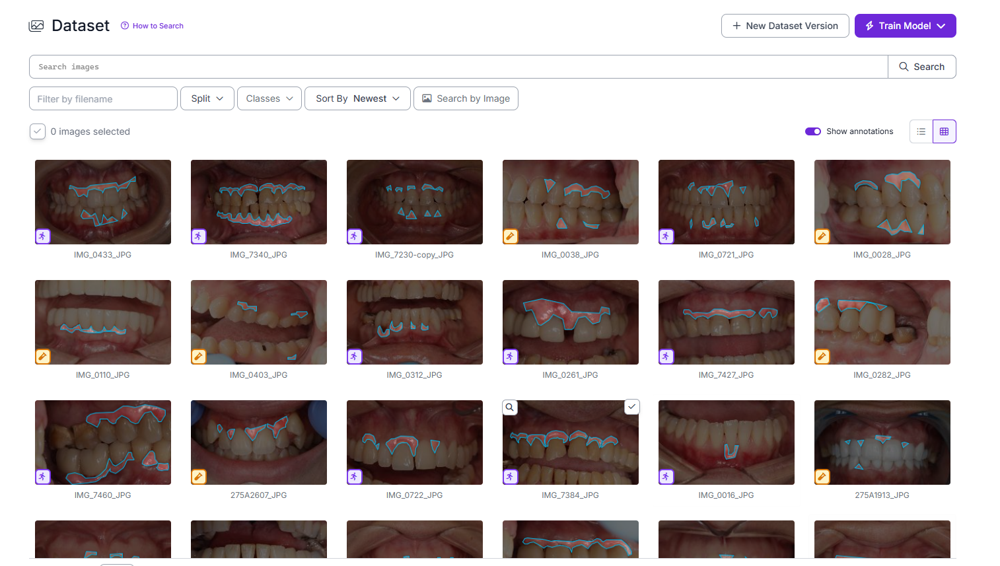 Dataset
How to Search
New Dataset Version
Train Model
Search images
Search
Filter by filename
Split
Classes
Sort By Newest
Search by Image
0 images selected
Show annotations
IMG_0433_JPG
IMG_7340_JPG
IMG_7230-copy_JPG
IMG_0038_JPG
IMG_0721_JPG
IMG_0028_JPG
IMG_0110_JPG
IMG_0403_JPG
IMG_0312_JPG
IMG_0261_JPG
IMG_7427_JPG
IMG_0282_JPG
IMG_7460_JPG
275A2607_JPG
IMG_0722_JPG
IMG_7384_JPG
IMG_0016_JPG
275A1913_JPG